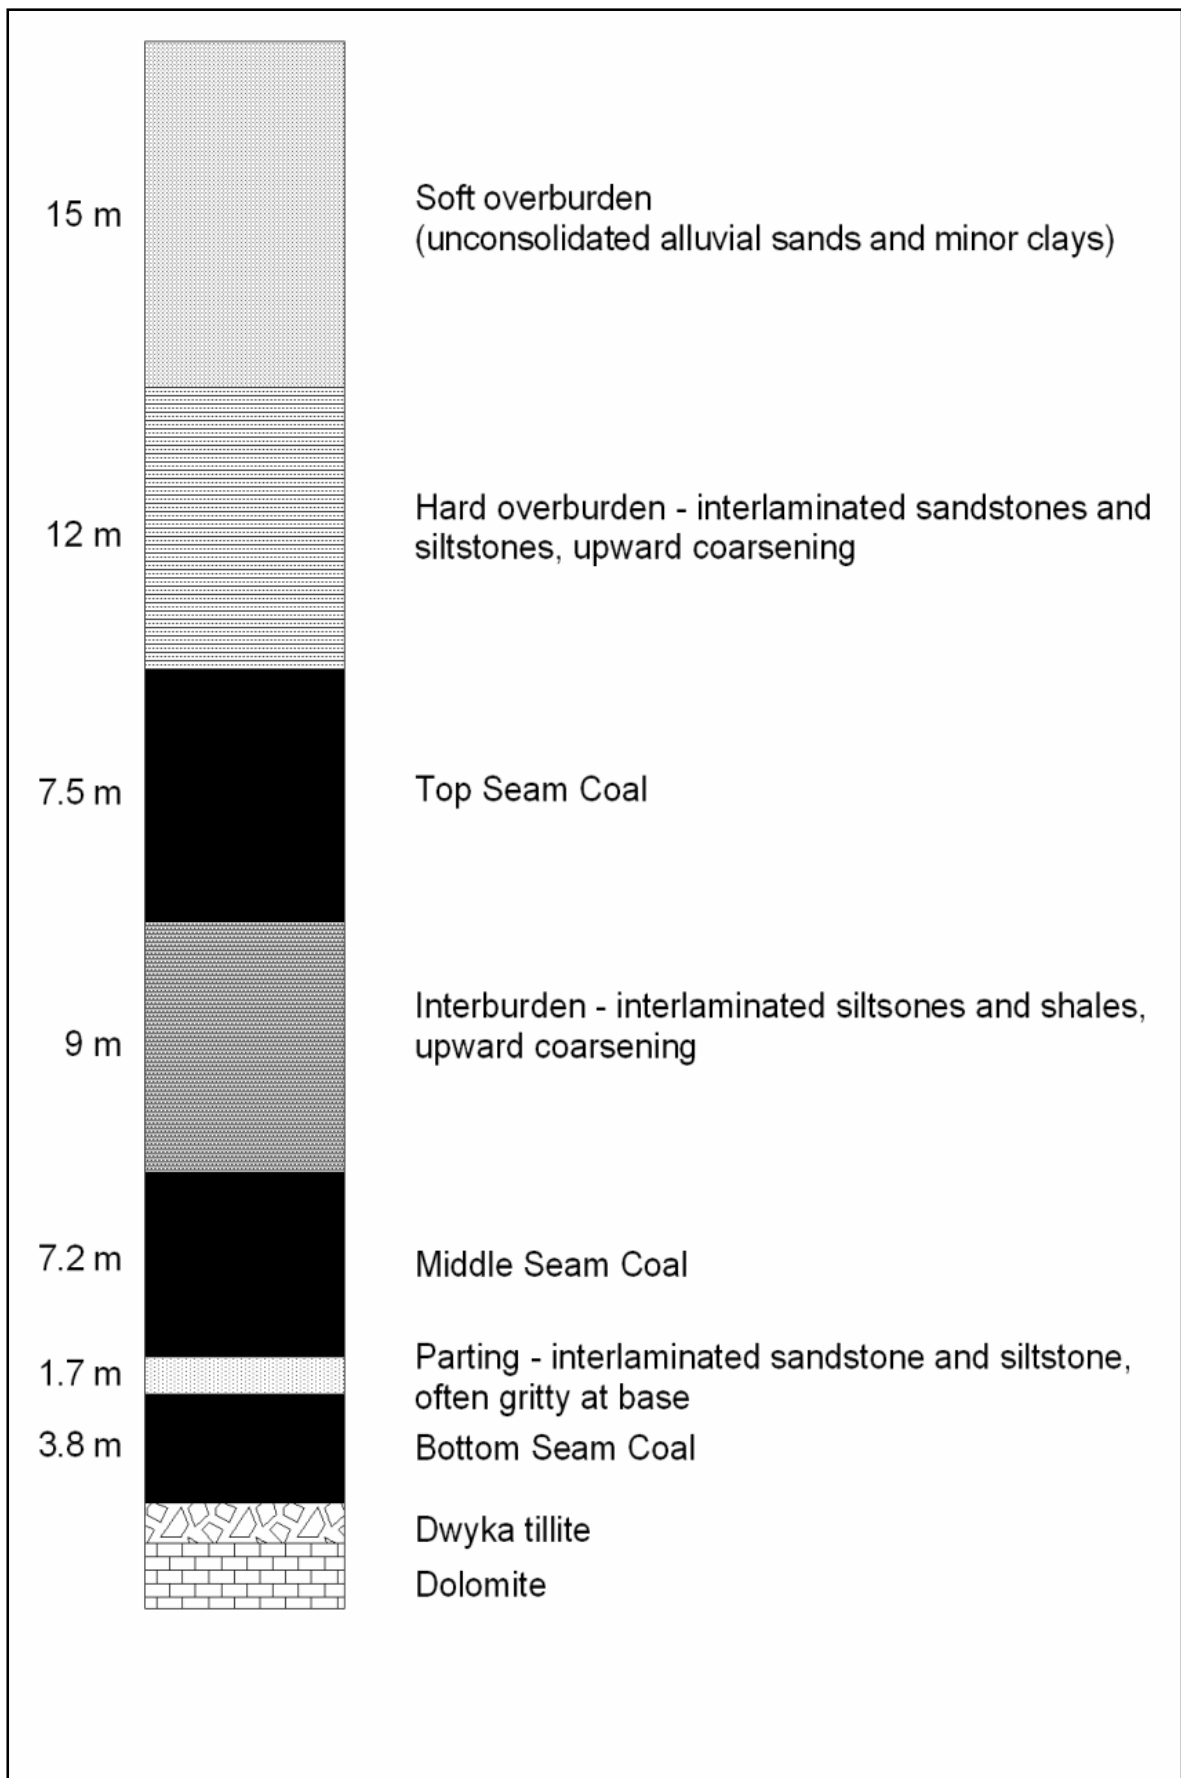 15 m
Soft overburden
(unconsolidated alluvial sands and minor clays)
12 m
Hard overburden - interlaminated sandstones and
siltstones, upward coarsening
7.5 m
Top Seam Coal
9 m
Interburden - interlaminated siltsones and shales,
upward coarsening
7.2 m
Middle Seam Coal
1.7 m
Parting - interlaminated sandstone and siltstone,
often gritty at base
3.8 m
Bottom Seam Coal
Dwyka tillite
Dolomite